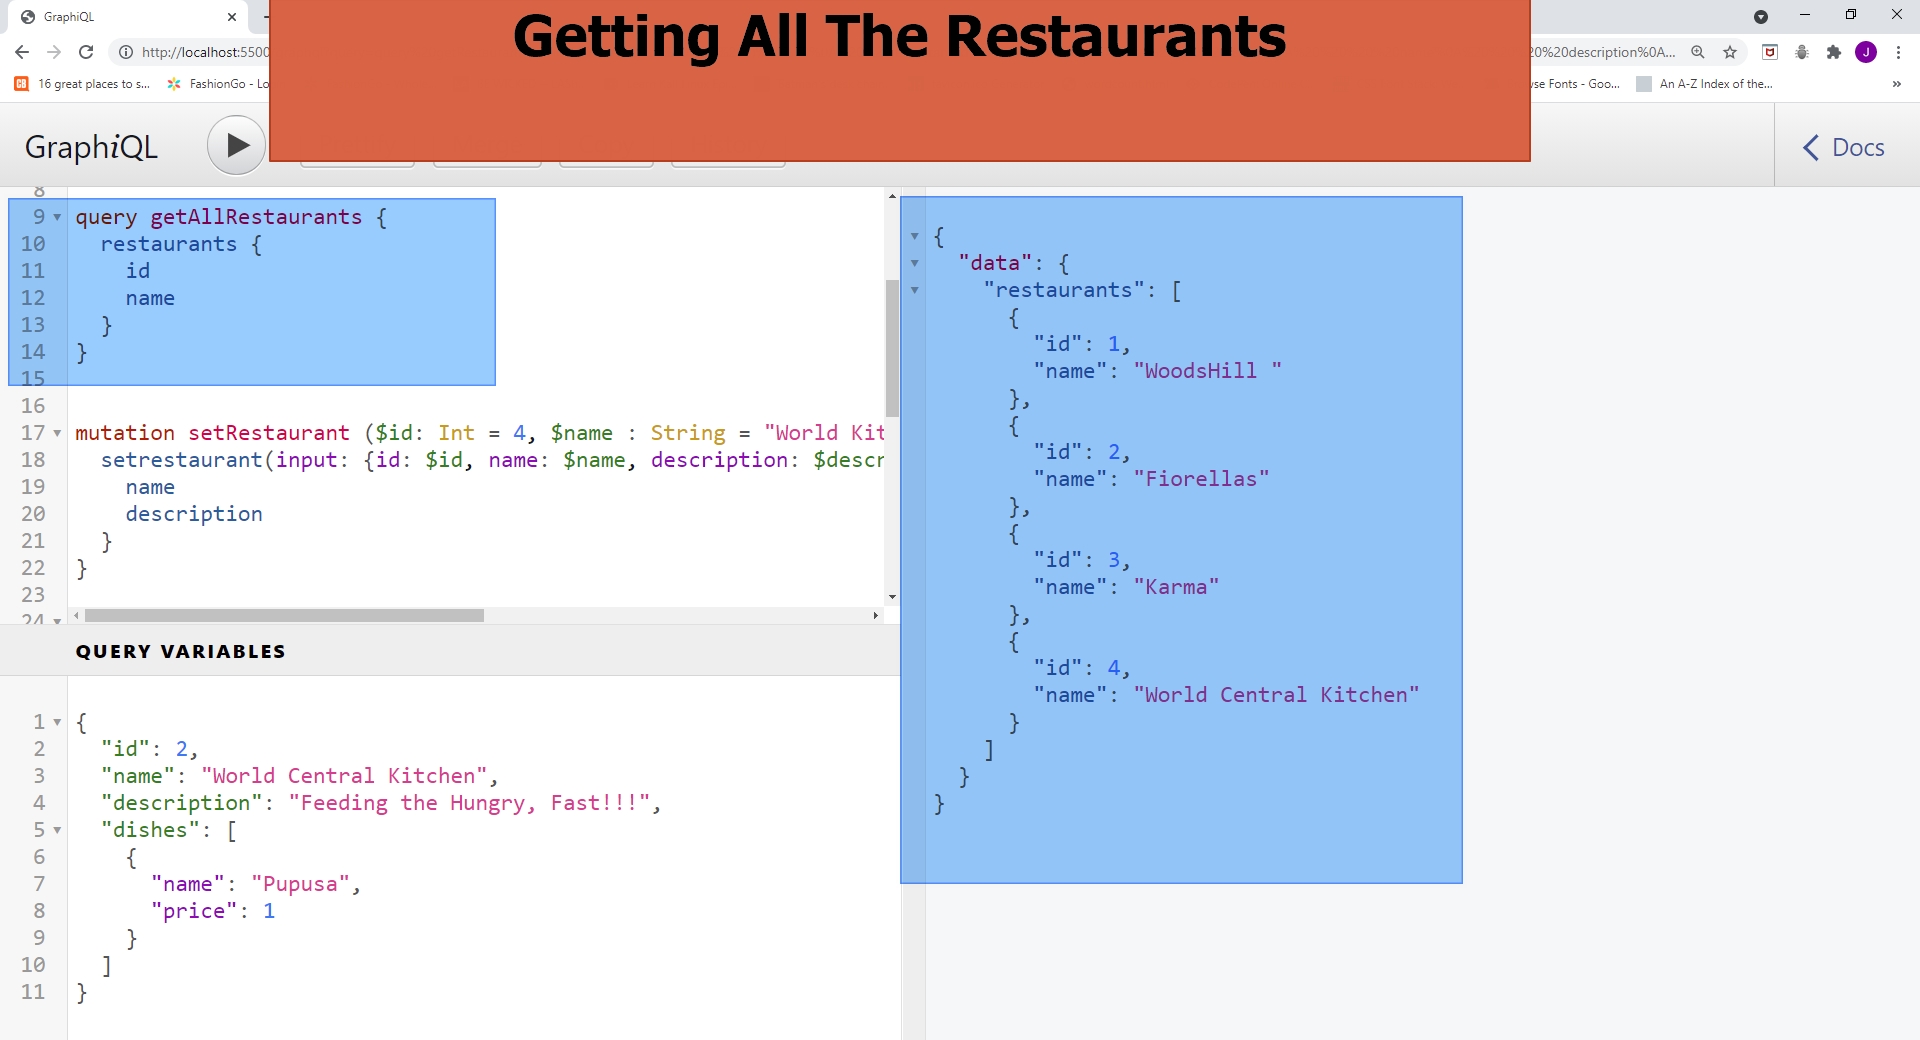 GraphiQL
Getting All The Restaurants
http://localhost:5500
20%20description%0A...
J
CB
16 great places to s...
FashionGo - Lo
wse Fonts - Goo...
An A-Z Index of the...
»
GraphiQL
Docs
8
9 query getAllRestaurants {
10 restaurants {
11 id
12 name
13 }
14 }
15
16
17 mutation setRestaurant ($id: Int = 4, $name : String = "World Kit
18 setrestaurant(input: {id: $id, name: $name, description: $descr
19 name
20 description
21 }
22 }
23
24
QUERY VARIABLES
1 {
2 "id": 2,
3 "name": "World Central Kitchen",
4 "description": "Feeding the Hungry, Fast!!!",
5 "dishes": [
6 {
7 "name": "Pupusa",
8 "price": 1
9 }
10 ]
11 }
{
"data": {
"restaurants": [
{
"id": 1,
"name": "WoodsHill "
},
{
"id": 2,
"name": "Fiorellas"
},
{
"id": 3,
"name": "Karma"
},
{
"id": 4,
"name": "World Central Kitchen"
}
]
}
}